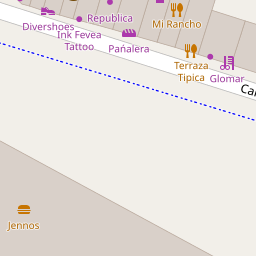 Republica
Mi Rancho
Divershoes
Ink Fevea
Tattoo
Pañalera
Terraza
Tipica
Glomar
Jennos